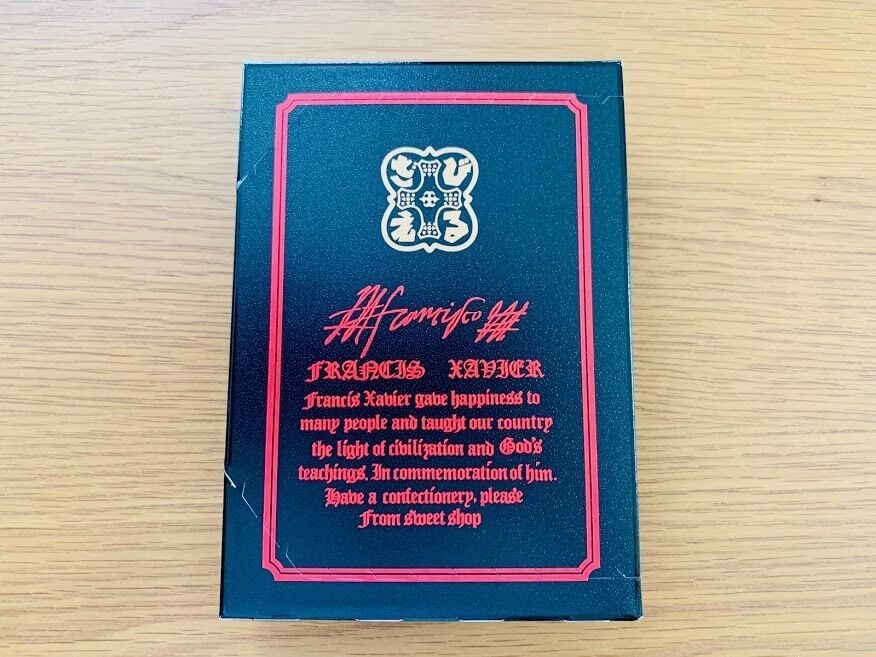 ざび
える
Francisco
FRANCIS XAVIER
Francis Xavier gave happiness to
many people and taught our country
the light of civilization and God's
teachings. In commemoration of him.
Have a confectionery, please
From sweet shop